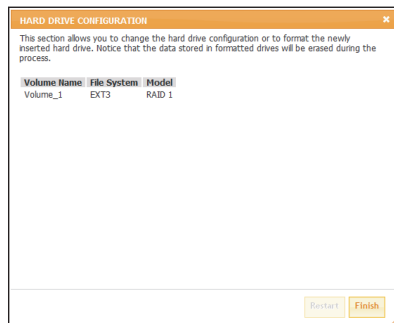 HARD DRIVE CONFIGURATION
This section allows you to change the hard drive configuration or to format the newly
inserted hard drive. Notice that the data stored in formatted drives will be erased during the
process.
Volume Name File System Model
Volume_1 EXT3 RAID 1
Restart Finish